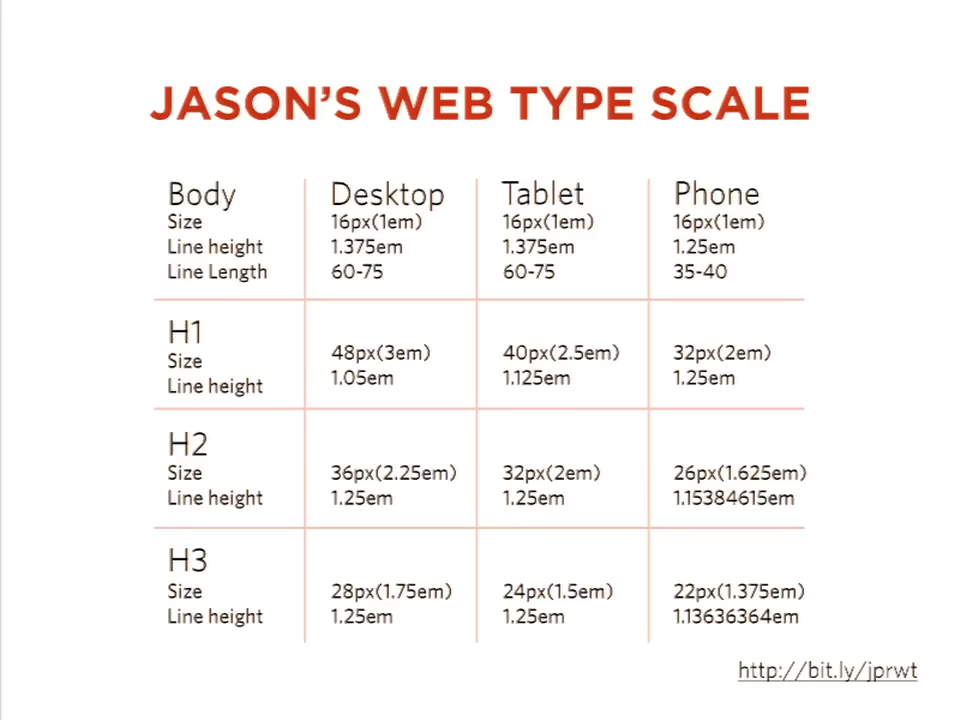 JASON'S WEB TYPE SCALE
Body Desktop Tablet Phone
Size 16px(1em) 16px(1em) 16px(1em)
Line height 1.375em 1.375em 1.25em
Line Length 60-75 60-75 35-40
H1
Size 48px(3em) 40px(2.5em) 32px(2em)
Line height 1.05em 1.125em 1.25em
H2
Size 36px(2.25em) 32px(2em) 26px(1.625em)
Line height 1.25em 1.25em 1.15384615em
H3
Size 28px(1.75em) 24px(1.5em) 22px(1.375em)
Line height 1.25em 1.25em 1.13636364em
http://bit.ly/jprwt